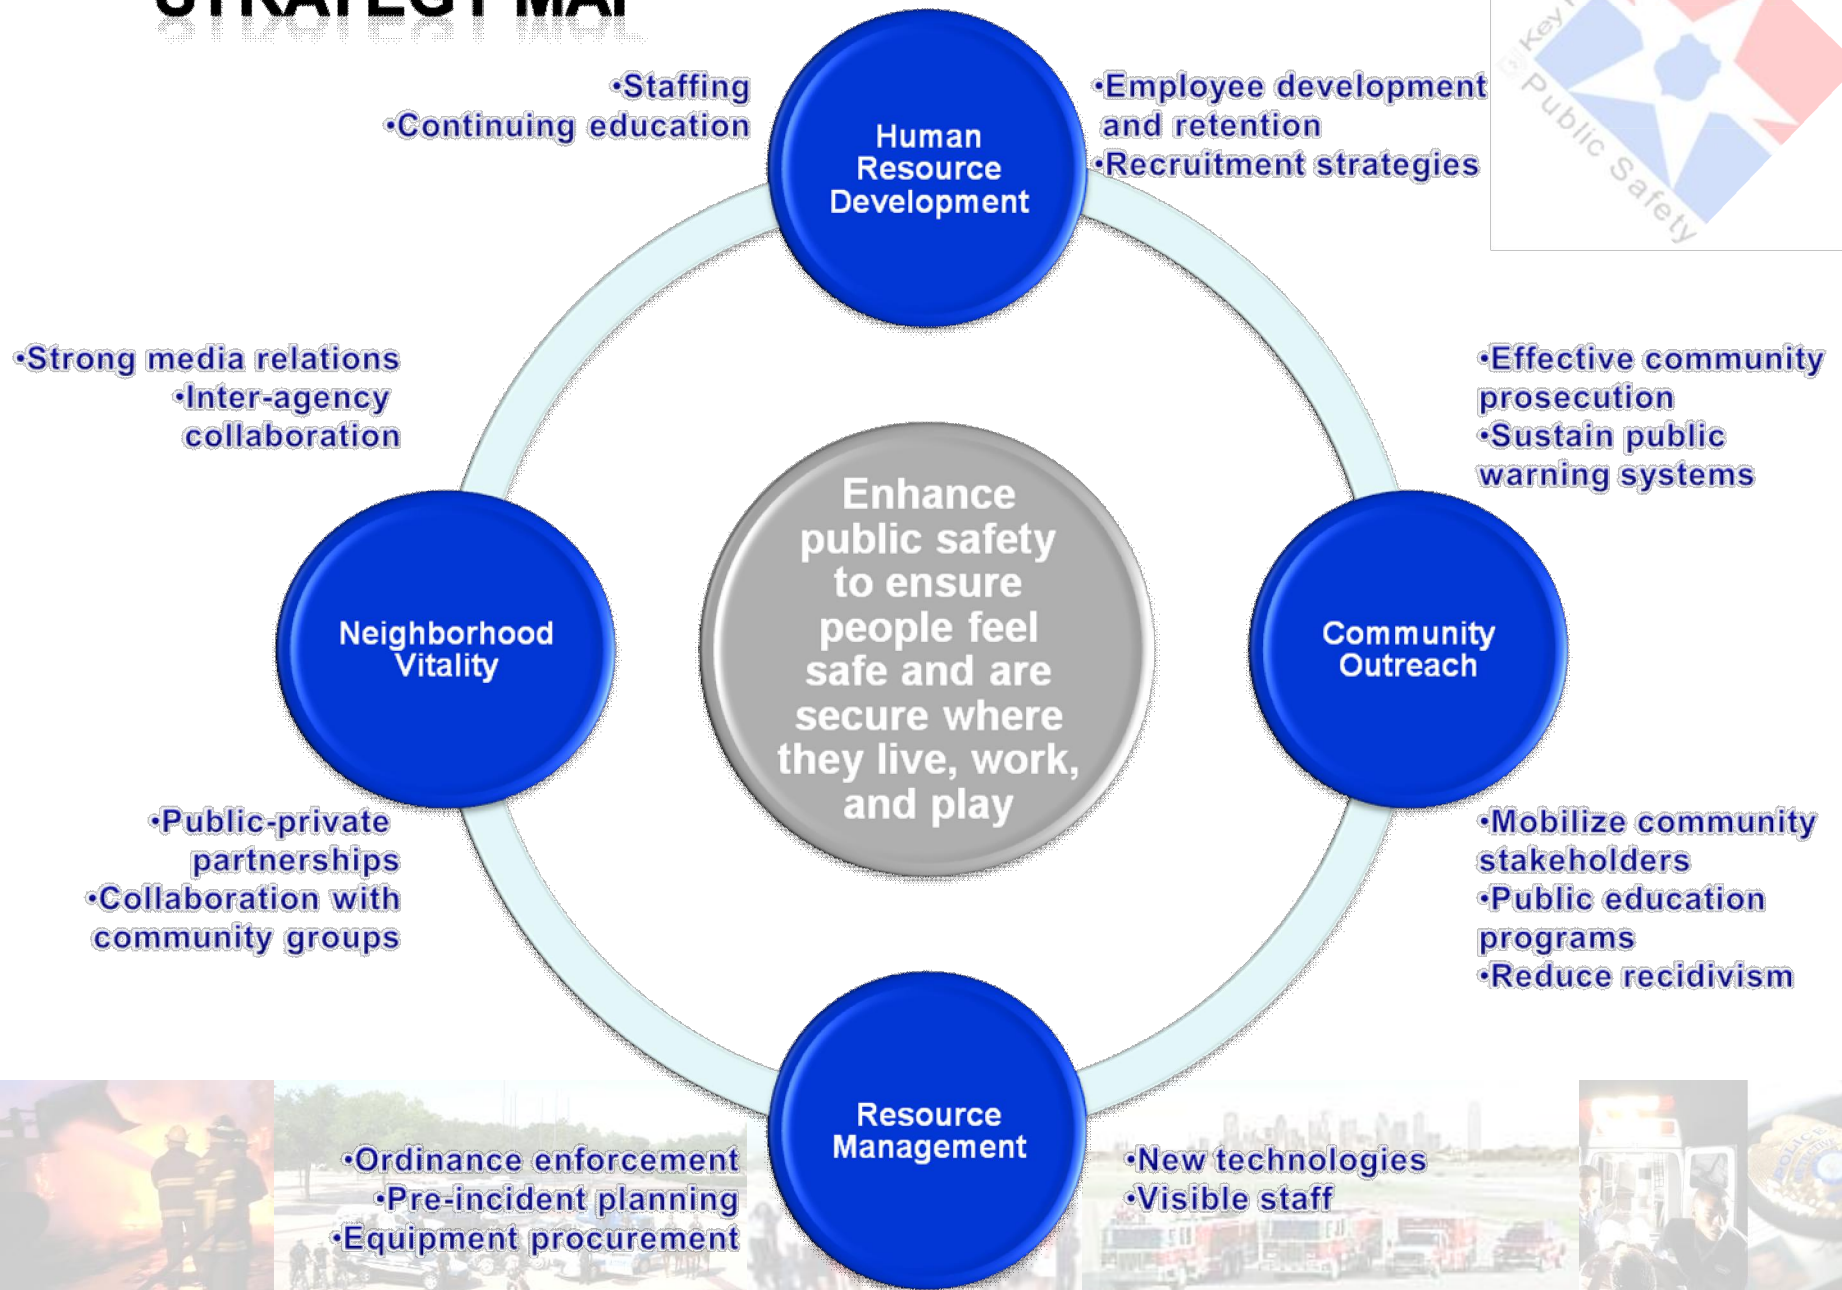 STRATEGY MAP
•Staffing
•Continuing education
Human
Resource
Development
•Employee development
and retention
•Recruitment strategies
Key
Public Safety
•Strong media relations
•Inter-agency
collaboration
•Effective community
prosecution
•Sustain public
warning systems
Neighborhood
Vitality
Enhance
public safety
to ensure
people feel
safe and are
secure where
they live, work,
and play
Community
Outreach
•Public-private
partnerships
•Collaboration with
community groups
•Mobilize community
stakeholders
•Public education
programs
•Reduce recidivism
Resource
Management
•Ordinance enforcement
•Pre-incident planning
•Equipment procurement
•New technologies
•Visible staff
POLICE